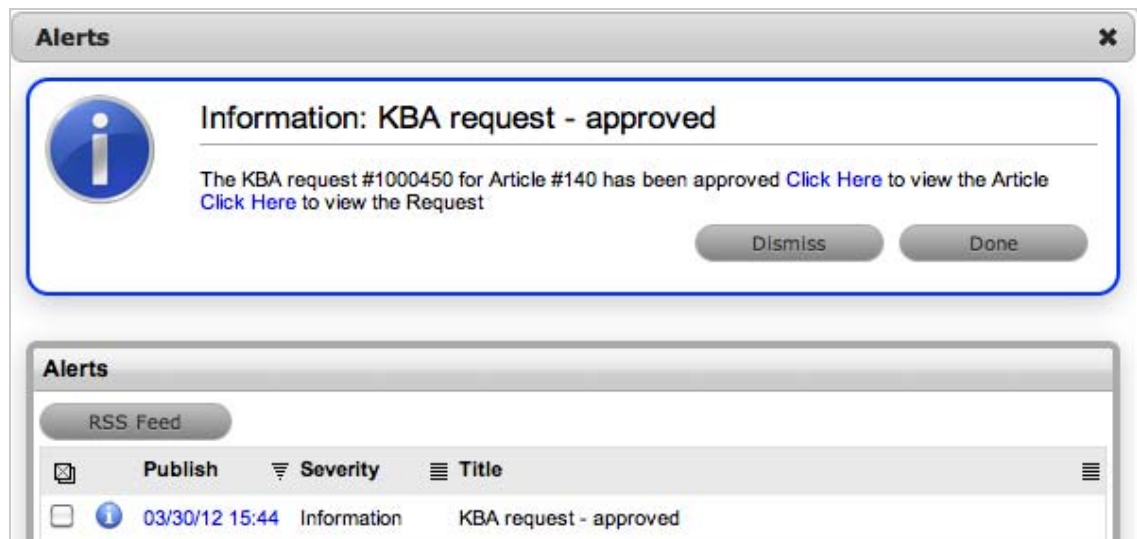 Alerts
Information: KBA request - approved
The KBA request #1000450 for Article #140 has been approved Click Here to view the Article
Click Here to view the Request
Dismiss Done
Alerts
RSS Feed
Publish Severity Title
03/30/12 15:44 Information KBA request - approved